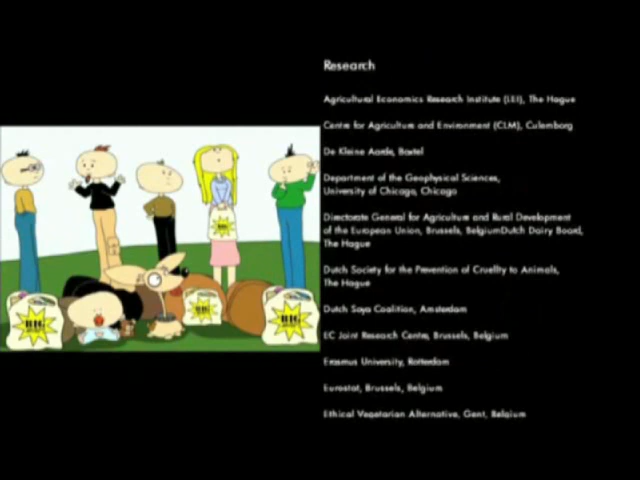 Research
Agricultural Economics Research Institute (LEI), The Hague
Centre for Agriculture and Environment (CLM), Culemborg
De Kleine Aarde, Boxtel
Department of the Geophysical Sciences,
University of Chicago, Chicago
Directorate General for Agriculture and Rural Development
of the European Union, Brussels, BelgiumDutch Dairy Board,
The Hague
Dutch Society for the Prevention of Cruellty to Animals,
The Hague
Dutch Soya Coalition, Amsterdam
EC Joint Research Centre, Brussels, Belgium
Erasmus University, Rotterdam
Eurostat, Brussels, Belgium
Ethical Vegetarian Alternative, Gent, Belgium
BIG
BIG
BIG